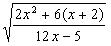 √((2x² + 6(x + 2))/(12x − 5))